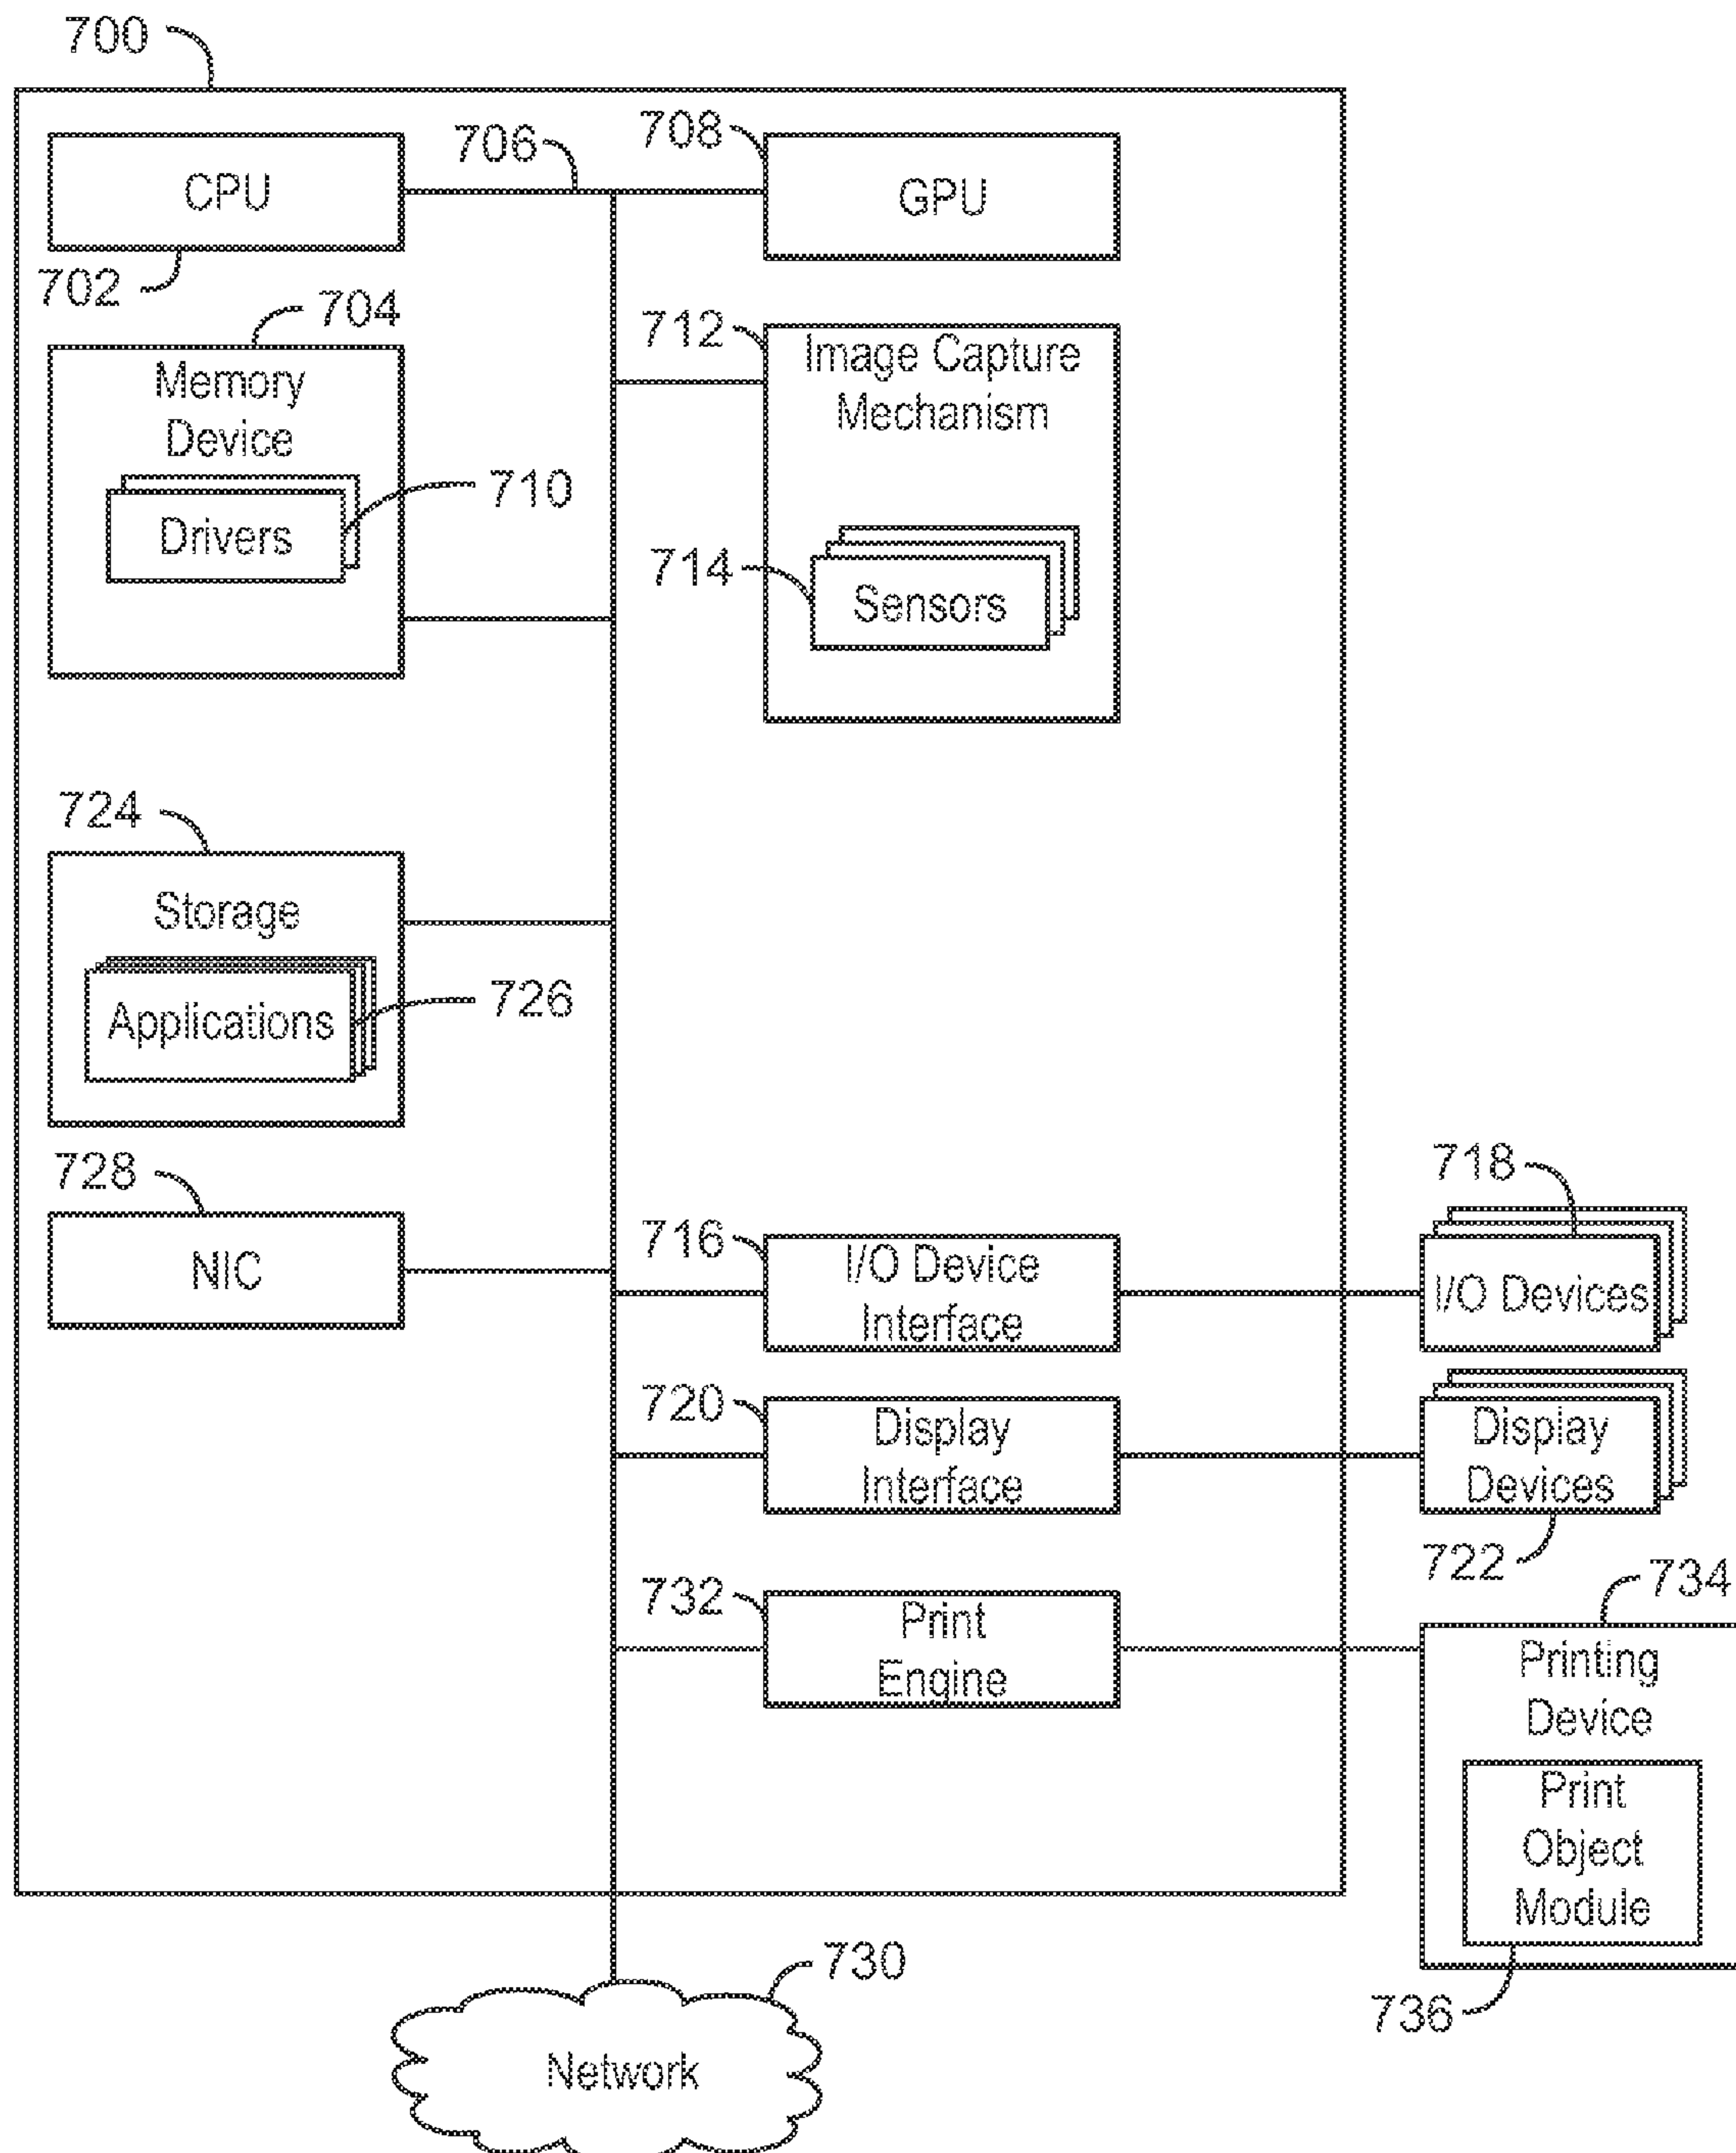 700
CPU
706
708
GPU
702
704
Memory
Device
Drivers
710
712
Image Capture
Mechanism
714
Sensors
724
Storage
Applications
726
728
NIC
716
I/O Device
Interface
718
I/O Devices
720
Display
Interface
Display
Devices
722
732
Print
Engine
734
Printing
Device
Print
Object
Module
736
730
Network